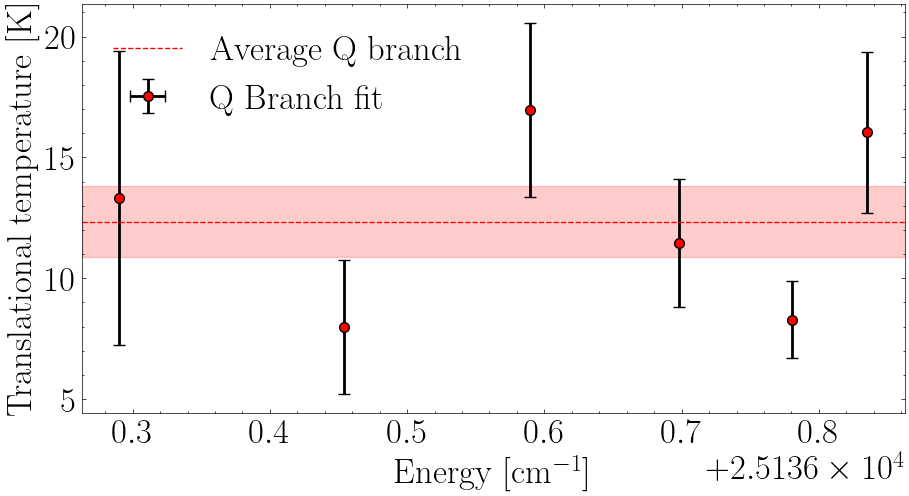 Translational temperature [K]
20
15
10
5
Average Q branch
Q Branch fit
0.3 0.4 0.5 0.6 0.7 0.8
+2.5136 × 10⁴
Energy [cm⁻¹]